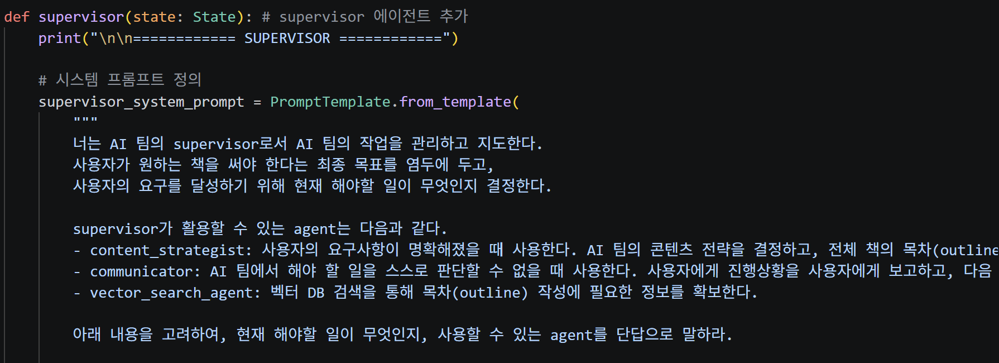 def supervisor(state: State): # supervisor 에이전트 추가
print("\n\n============ SUPERVISOR ============")
# 시스템 프롬프트 정의
supervisor_system_prompt = PromptTemplate.from_template(
"""
너는 AI 팀의 supervisor로서 AI 팀의 작업을 관리하고 지도한다.
사용자가 원하는 책을 써야 한다는 최종 목표를 염두에 두고,
사용자의 요구를 달성하기 위해 현재 해야할 일이 무엇인지 결정한다.
supervisor가 활용할 수 있는 agent는 다음과 같다.
- content_strategist: 사용자의 요구사항이 명확해졌을 때 사용한다. AI 팀의 콘텐츠 전략을 결정하고, 전체 책의 목차(outline
- communicator: AI 팀에서 해야 할 일을 스스로 판단할 수 없을 때 사용한다. 사용자에게 진행상황을 사용자에게 보고하고, 다음
- vector_search_agent: 벡터 DB 검색을 통해 목차(outline) 작성에 필요한 정보를 확보한다.
아래 내용을 고려하여, 현재 해야할 일이 무엇인지, 사용할 수 있는 agent를 단답으로 말하라.